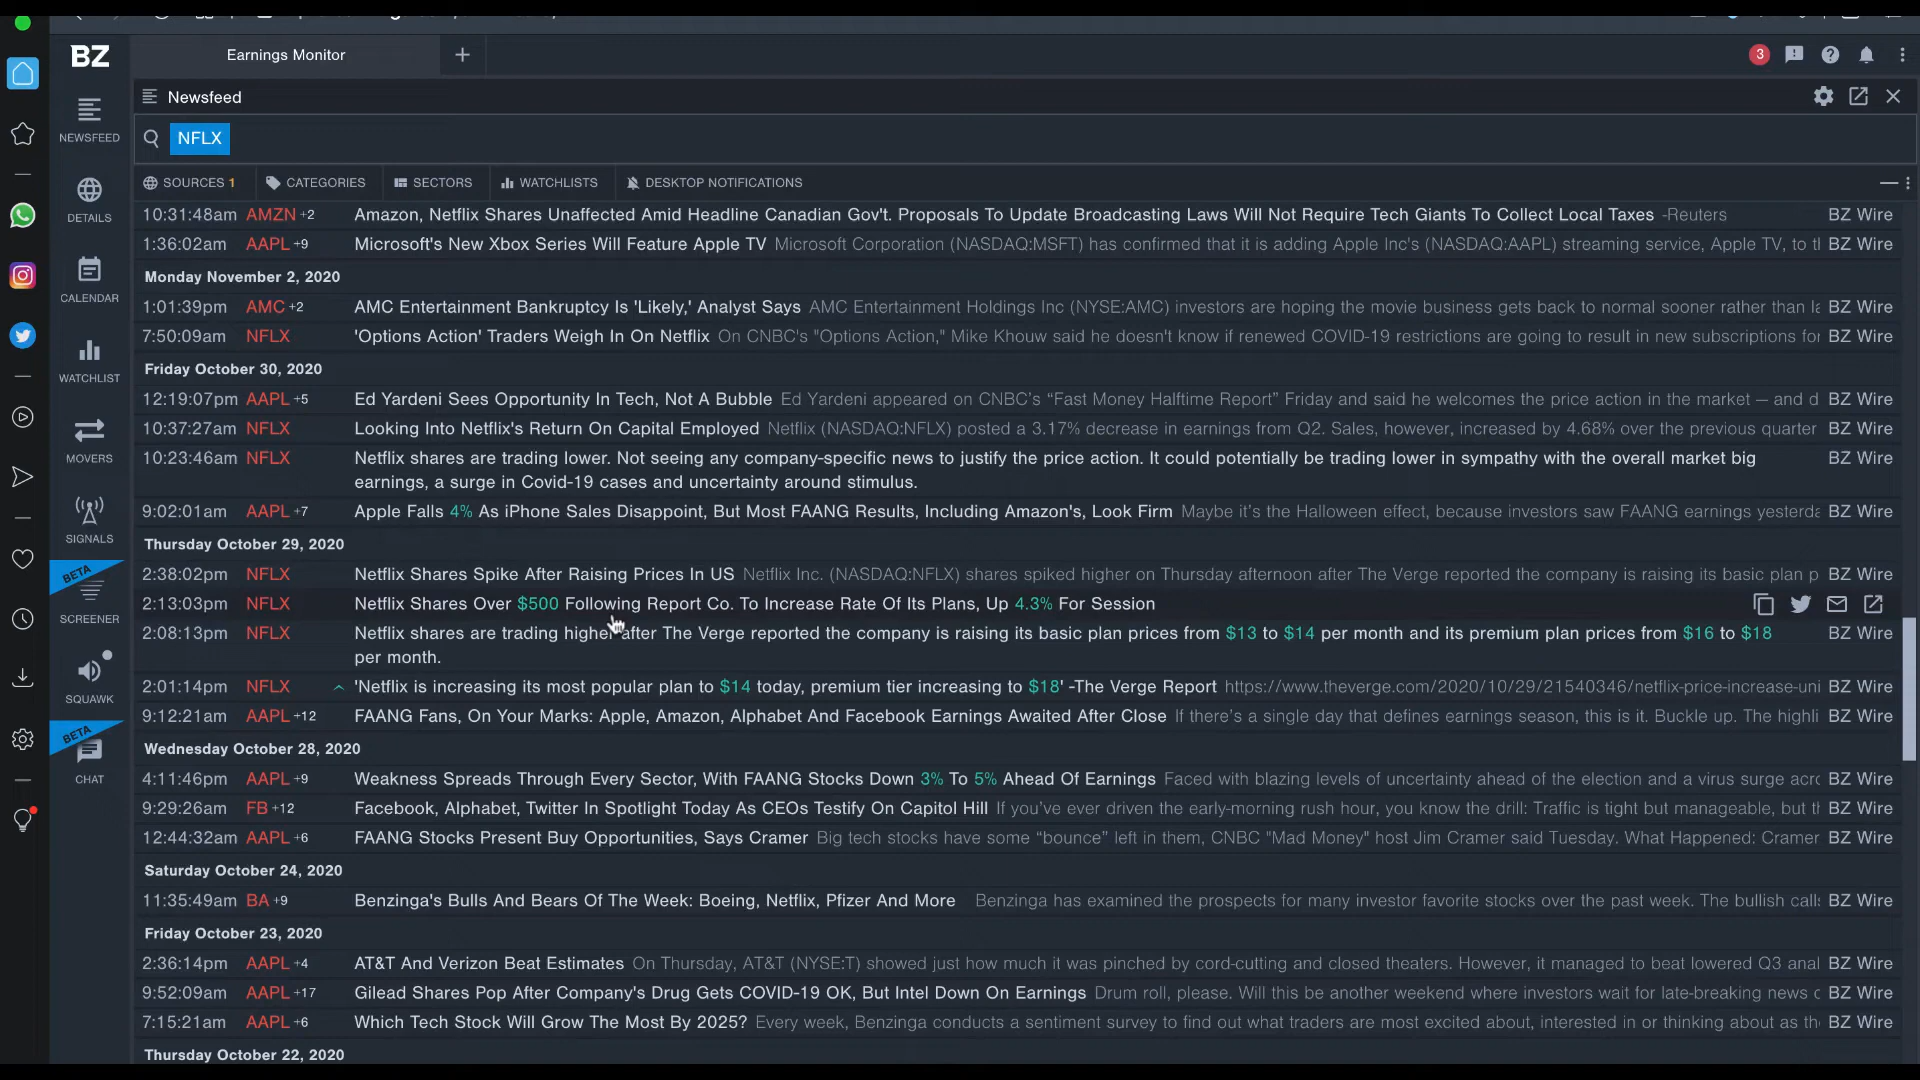 BZ
Earnings Monitor
3
Newsfeed
NFLX
SOURCES 1 CATEGORIES SECTORS WATCHLISTS DESKTOP NOTIFICATIONS
NEWSFEED
DETAILS
CALENDAR
WATCHLIST
MOVERS
SIGNALS
BETA
SCREENER
SQUAWK
BETA
CHAT
10:31:48am AMZN +2 Amazon, Netflix Shares Unaffected Amid Headline Canadian Gov't. Proposals To Update Broadcasting Laws Will Not Require Tech Giants To Collect Local Taxes -Reuters BZ Wire
1:36:02am AAPL +9 Microsoft's New Xbox Series Will Feature Apple TV Microsoft Corporation (NASDAQ:MSFT) has confirmed that it is adding Apple Inc's (NASDAQ:AAPL) streaming service, Apple TV, to BZ Wire
Monday November 2, 2020
1:01:39pm AMC +2 AMC Entertainment Bankruptcy Is 'Likely,' Analyst Says AMC Entertainment Holdings Inc (NYSE:AMC) investors are hoping the movie business gets back to normal sooner rather than BZ Wire
7:50:09am NFLX 'Options Action' Traders Weigh In On Netflix On CNBC's "Options Action," Mike Khouw said he doesn't know if renewed COVID-19 restrictions are going to result in new subscriptions for BZ Wire
Friday October 30, 2020
12:19:07pm AAPL +5 Ed Yardeni Sees Opportunity In Tech, Not A Bubble Ed Yardeni appeared on CNBC's “Fast Money Halftime Report” Friday and said he welcomes the price action in the market — and d BZ Wire
10:37:27am NFLX Looking Into Netflix's Return On Capital Employed Netflix (NASDAQ:NFLX) posted a 3.17% decrease in earnings from Q2. Sales, however, increased by 4.68% over the previous quarter BZ Wire
10:23:46am NFLX Netflix shares are trading lower. Not seeing any company-specific news to justify the price action. It could potentially be trading lower in sympathy with the overall market big BZ Wire
earnings, a surge in Covid-19 cases and uncertainty around stimulus.
9:02:01am AAPL +7 Apple Falls 4% As iPhone Sales Disappoint, But Most FAANG Results, Including Amazon's, Look Firm Maybe it's the Halloween effect, because investors saw FAANG earnings yesterda BZ Wire
Thursday October 29, 2020
2:38:02pm NFLX Netflix Shares Spike After Raising Prices In US Netflix Inc. (NASDAQ:NFLX) shares spiked higher on Thursday afternoon after The Verge reported the company is raising its basic plan p BZ Wire
2:13:03pm NFLX Netflix Shares Over $500 Following Report Co. To Increase Rate Of Its Plans, Up 4.3% For Session
2:08:13pm NFLX Netflix shares are trading higher after The Verge reported the company is raising its basic plan prices from $13 to $14 per month and its premium plan prices from $16 to $18 BZ Wire
per month.
2:01:14pm NFLX 'Netflix is increasing its most popular plan to $14 today, premium tier increasing to $18' -The Verge Report https://www.theverge.com/2020/10/29/21540346/netflix-price-increase-uni BZ Wire
9:12:21am AAPL +12 FAANG Fans, On Your Marks: Apple, Amazon, Alphabet And Facebook Earnings Awaited After Close If there's a single day that defines earnings season, this is it. Buckle up. The highli BZ Wire
Wednesday October 28, 2020
4:11:46pm AAPL +9 Weakness Spreads Through Every Sector, With FAANG Stocks Down 3% To 5% Ahead Of Earnings Faced with blazing levels of uncertainty ahead of the election and a virus surge acro BZ Wire
9:29:26am FB +12 Facebook, Alphabet, Twitter In Spotlight Today As CEOs Testify On Capitol Hill If you've ever driven the early-morning rush hour, you know the drill: Traffic is tight but manageable, but BZ Wire
12:44:32am AAPL +6 FAANG Stocks Present Buy Opportunities, Says Cramer Big tech stocks have some “bounce” left in them, CNBC "Mad Money" host Jim Cramer said Tuesday. What Happened: Cramer BZ Wire
Saturday October 24, 2020
11:35:49am BA +9 Benzinga's Bulls And Bears Of The Week: Boeing, Netflix, Pfizer And More Benzinga has examined the prospects for many investor favorite stocks over the past week. The bullish call BZ Wire
Friday October 23, 2020
2:36:14pm AAPL +4 AT&T And Verizon Beat Estimates On Thursday, AT&T (NYSE:T) showed just how much it was pinched by cord-cutting and closed theaters. However, it managed to beat lowered Q3 anal BZ Wire
9:52:09am AAPL +17 Gilead Shares Pop After Company's Drug Gets COVID-19 OK, But Intel Down On Earnings Drum roll, please. Will this be another weekend where investors wait for late-breaking news BZ Wire
7:15:21am AAPL +6 Which Tech Stock Will Grow The Most By 2025? Every week, Benzinga conducts a sentiment survey to find out what traders are most excited about, interested in or thinking about as BZ Wire
Thursday October 22, 2020